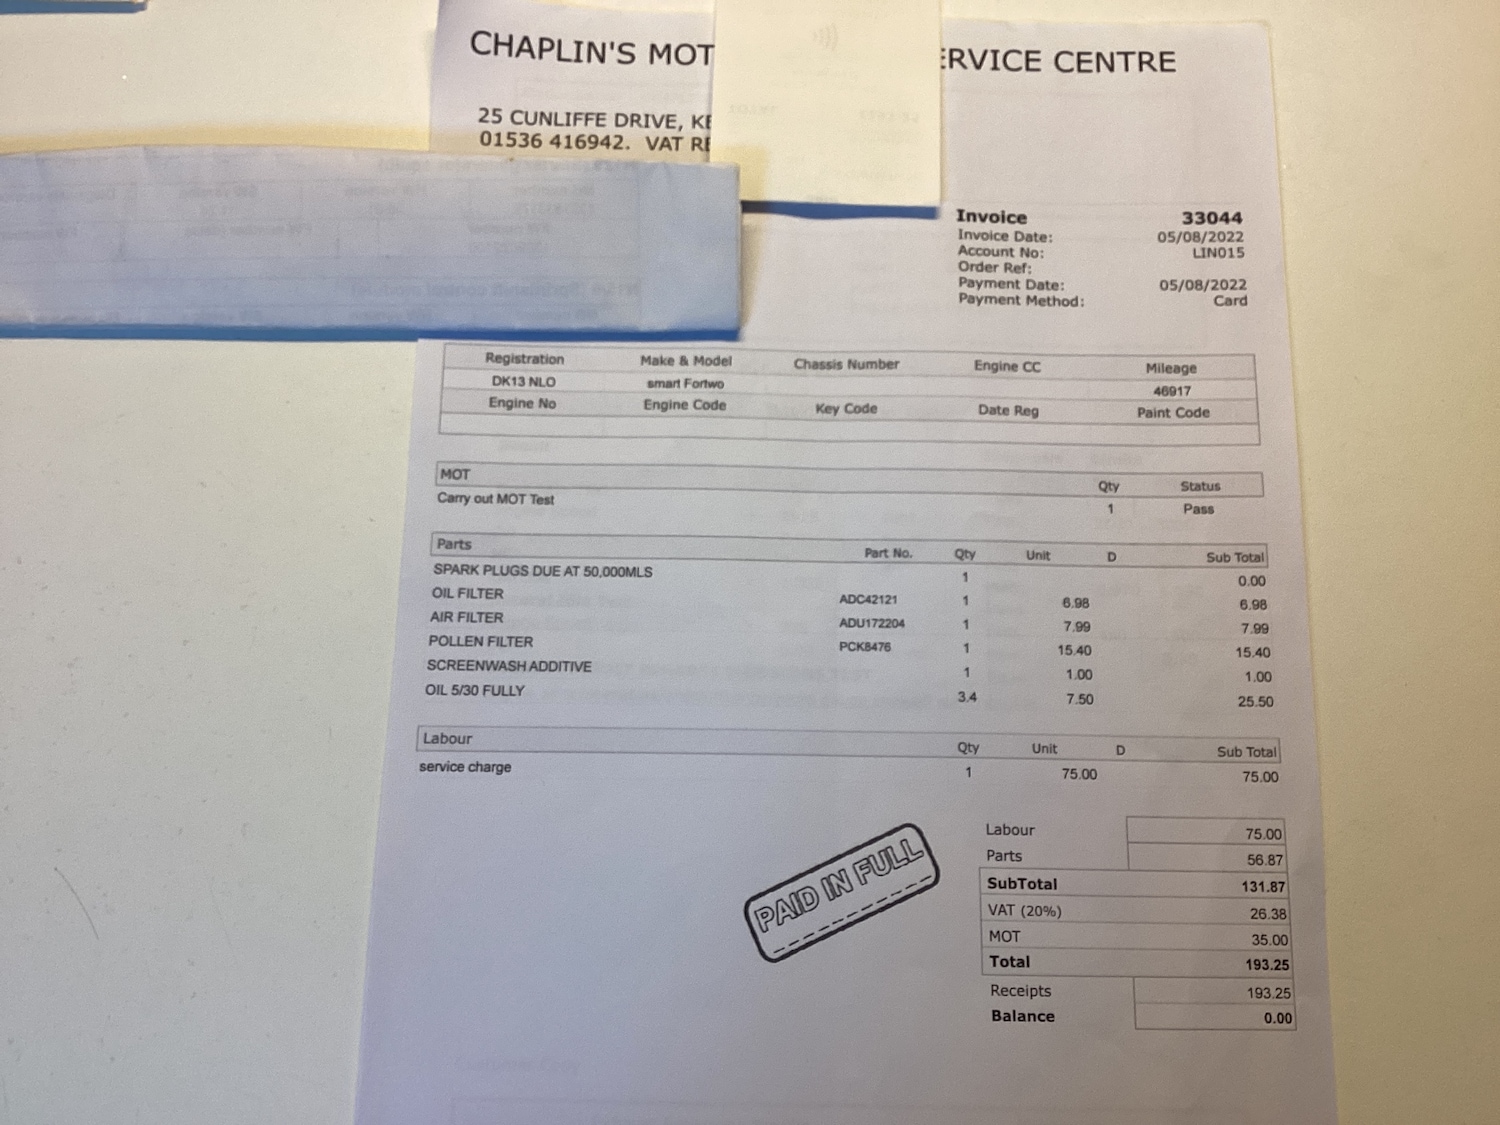 CHAPLIN'S MOT ERVICE CENTRE
25 CUNLIFFE DRIVE, KE
01536 416942. VAT RE
Invoice 33044
Invoice Date: 05/08/2022
Account No: LIN015
Order Ref:
Payment Date: 05/08/2022
Payment Method: Card
Registration Make & Model Chassis Number Engine CC Mileage
DK13 NLO smart Fortwo 46917
Engine No Engine Code Key Code Date Reg Paint Code
MOT Qty Status
Carry out MOT Test 1 Pass
Parts Part No. Qty Unit D Sub Total
SPARK PLUGS DUE AT 50,000MLS 1 0.00
OIL FILTER ADC42121 1 6.98 6.98
AIR FILTER ADU172204 1 7.99 7.99
POLLEN FILTER PCK8476 1 15.40 15.40
SCREENWASH ADDITIVE 1 1.00 1.00
OIL 5/30 FULLY 3.4 7.50 25.50
Labour Qty Unit D Sub Total
service charge 1 75.00 75.00
Labour 75.00
Parts 56.87
SubTotal 131.87
VAT (20%) 26.38
MOT 35.00
Total 193.25
Receipts 193.25
Balance 0.00
PAID IN FULL